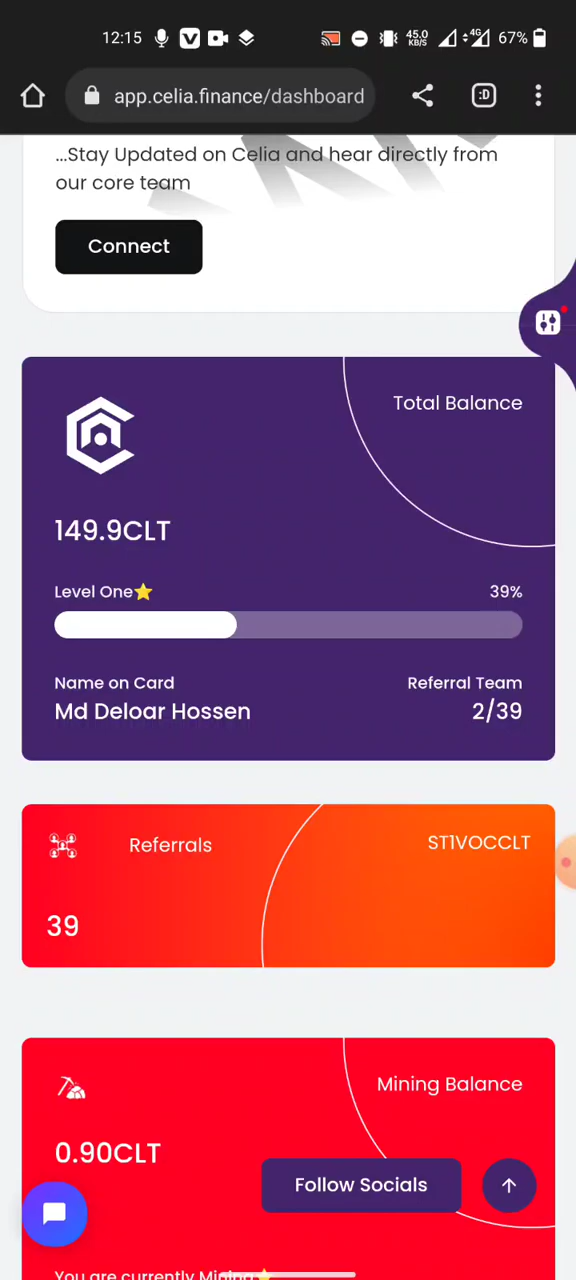 12:15
45.0
KB/S
4G
67%
app.celia.finance/dashboard
:D
...Stay Updated on Celia and hear directly from
our core team
Connect
Total Balance
149.9CLT
Level One⭐ 39%
Name on Card Referral Team
Md Deloar Hossen 2/39
Referrals ST1VOCCLT
39
Mining Balance
0.90CLT
Follow Socials
You are currently Mining⭐